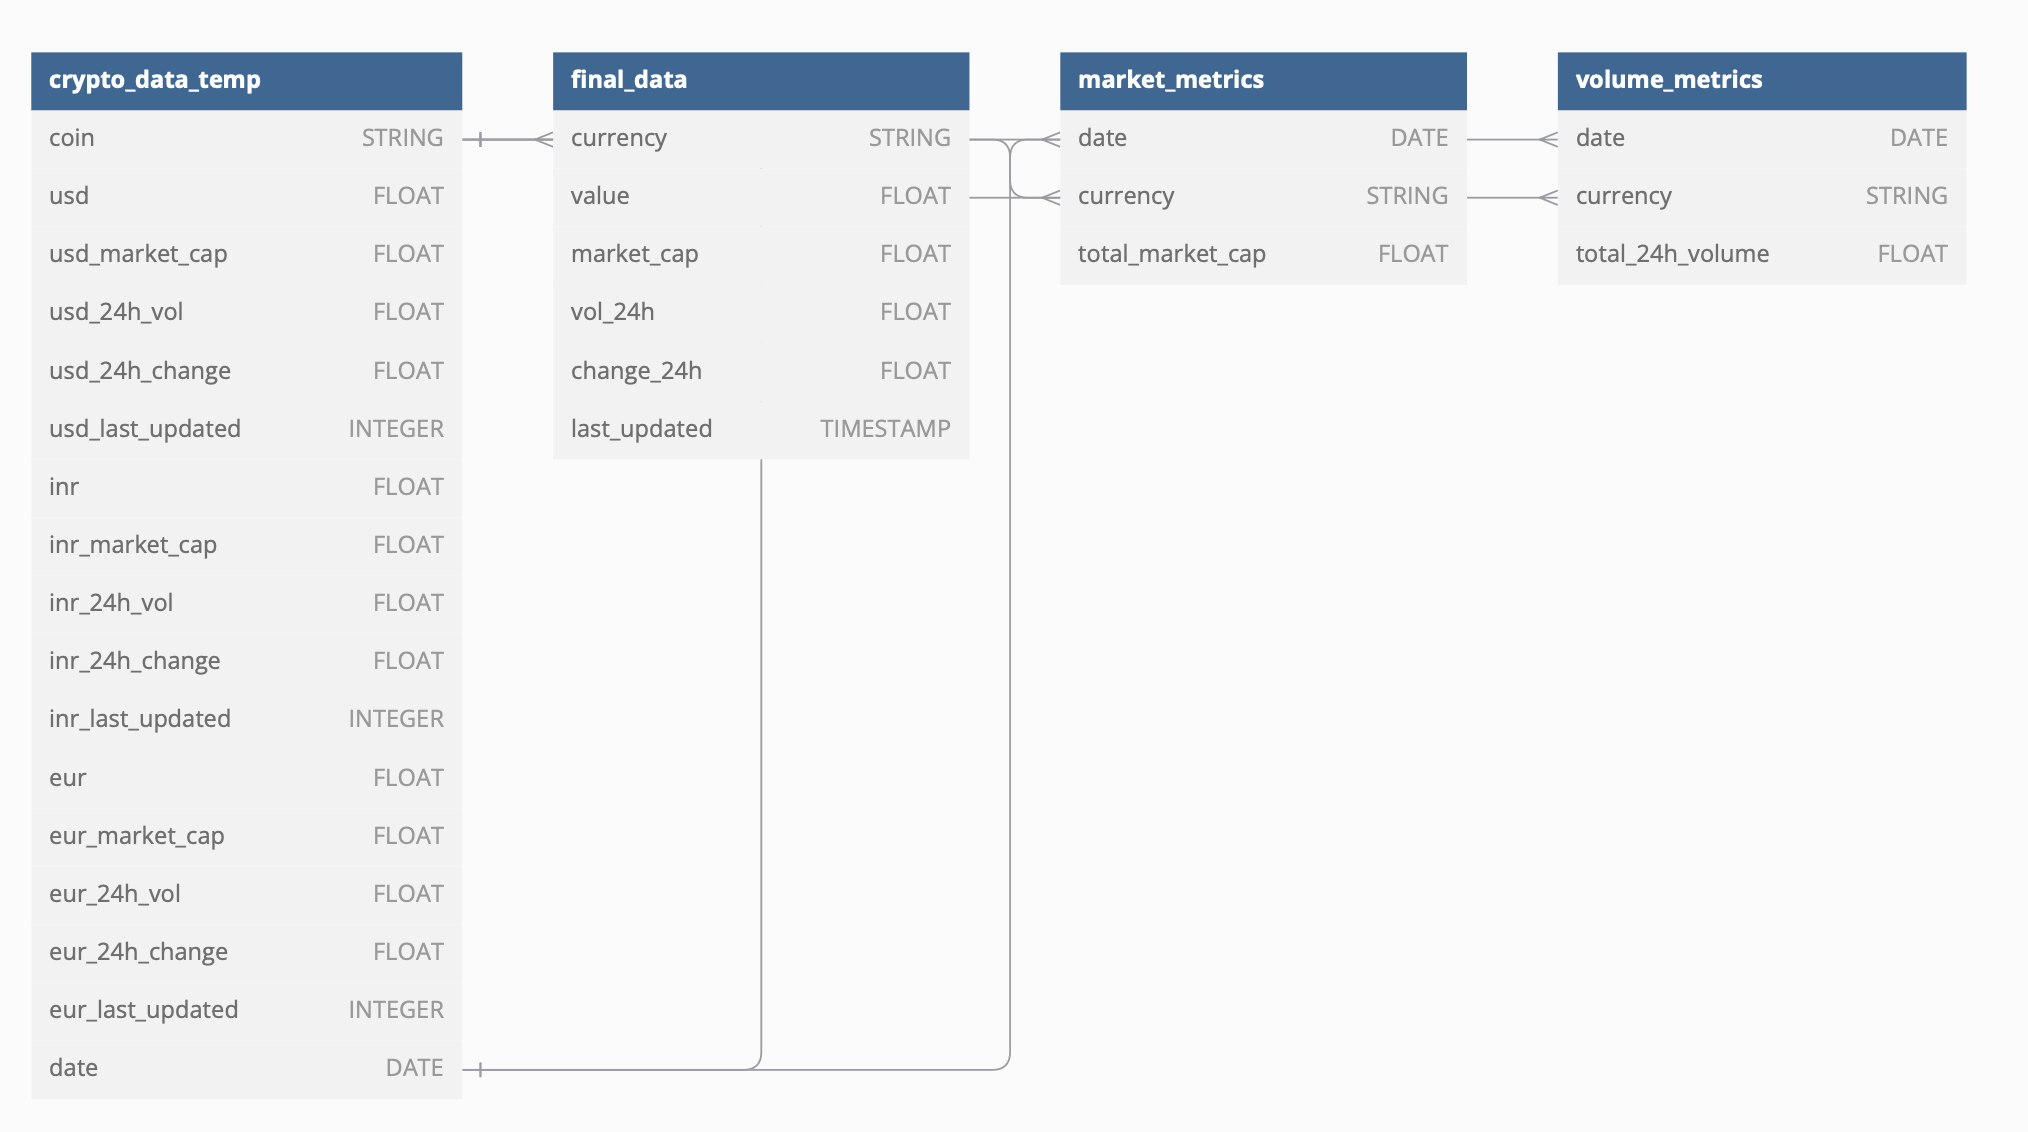 crypto_data_temp
coin STRING
usd FLOAT
usd_market_cap FLOAT
usd_24h_vol FLOAT
usd_24h_change FLOAT
usd_last_updated INTEGER
inr FLOAT
inr_market_cap FLOAT
inr_24h_vol FLOAT
inr_24h_change FLOAT
inr_last_updated INTEGER
eur FLOAT
eur_market_cap FLOAT
eur_24h_vol FLOAT
eur_24h_change FLOAT
eur_last_updated INTEGER
date DATE
final_data
currency STRING
value FLOAT
market_cap FLOAT
vol_24h FLOAT
change_24h FLOAT
last_updated TIMESTAMP
market_metrics
date DATE
currency STRING
total_market_cap FLOAT
volume_metrics
date DATE
currency STRING
total_24h_volume FLOAT